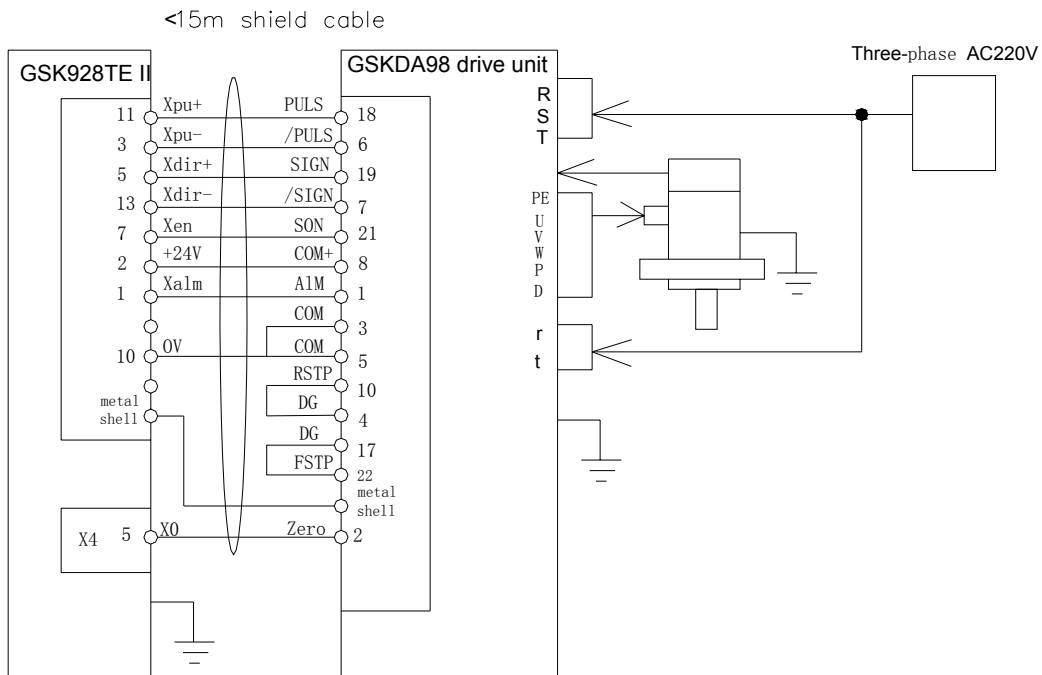 <15m shield cable
GSK928TE II
GSKDA98 drive unit
Three-phase AC220V
11 Xpu+ PULS 18
3 Xpu- /PULS 6
5 Xdir+ SIGN 19
13 Xdir- /SIGN 7
7 Xen SON 21
2 +24V COM+ 8
1 Xalm AlM 1
COM 3
10 0V COM 5
RSTP 10
DG 4
DG 17
FSTP 22
metal
shell
metal
shell
X4 5 X0 Zero 2
R
S
T
PE
U
V
W
P
D
r
t